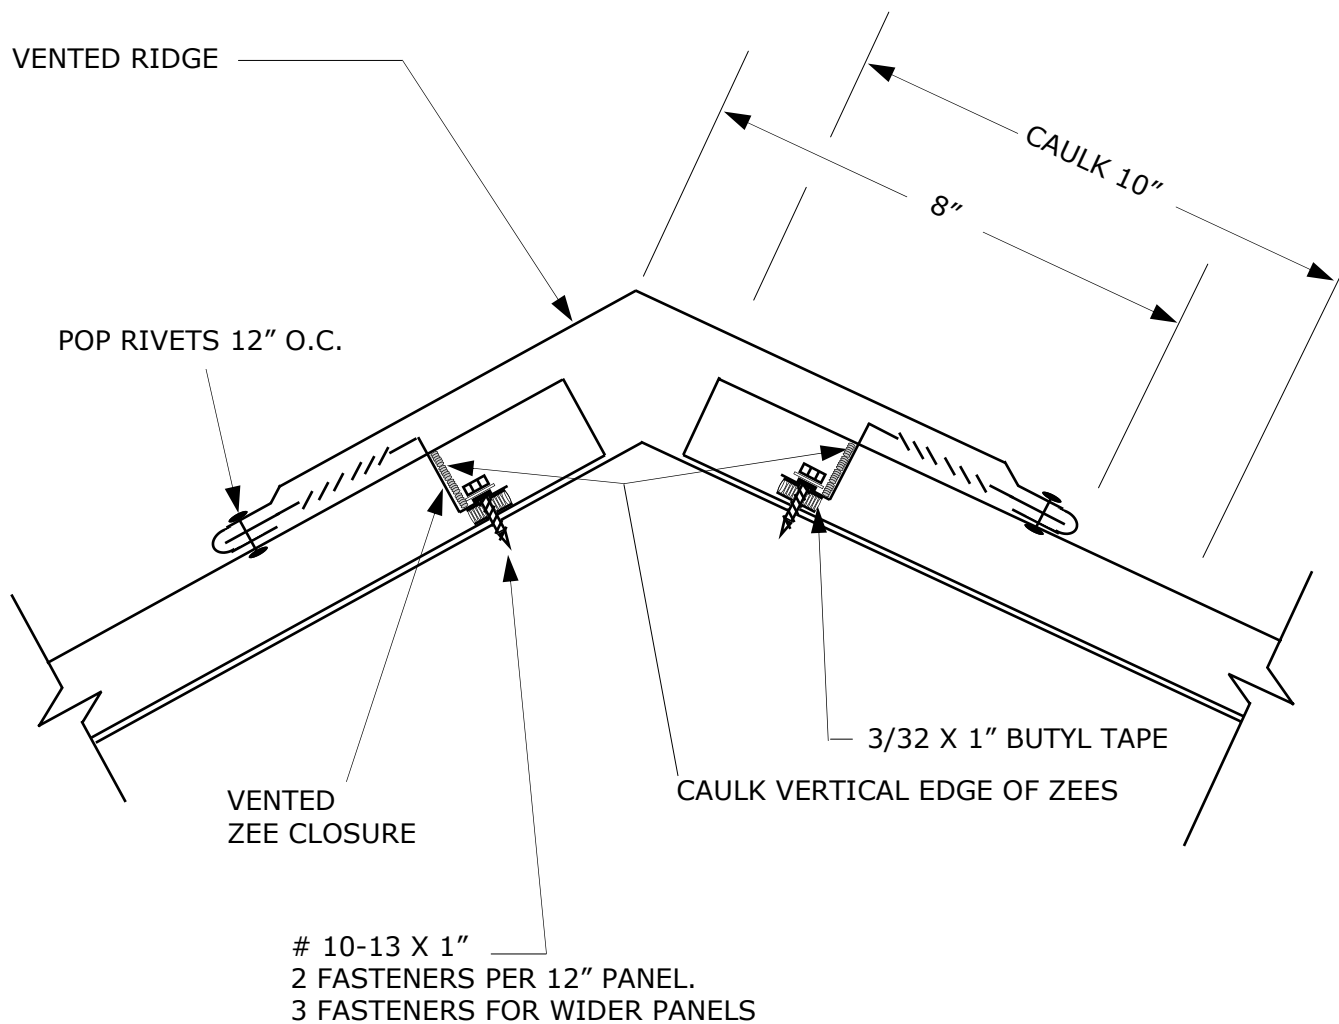 VENTED RIDGE
CAULK 10”
8”
POP RIVETS 12” O.C.
3/32 X 1” BUTYL TAPE
CAULK VERTICAL EDGE OF ZEES
VENTED
ZEE CLOSURE
# 10-13 X 1”
2 FASTENERS PER 12” PANEL.
3 FASTENERS FOR WIDER PANELS